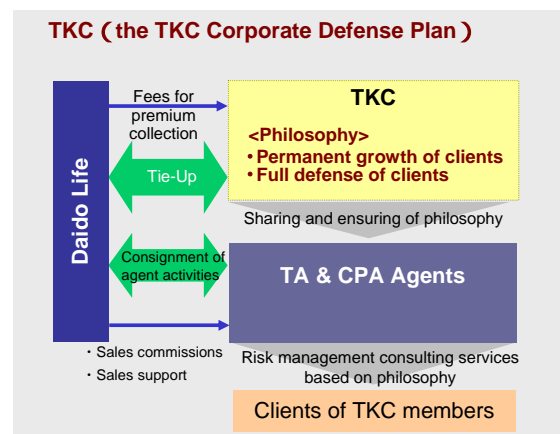 TKC（the TKC Corporate Defense Plan）
Daido Life
Fees for
premium
collection
TKC
<Philosophy>
・Permanent growth of clients
・Full defense of clients
Tie-Up
Sharing and ensuring of philosophy
Consignment of
agent activities
TA & CPA Agents
・ Sales commissions
・ Sales support
Risk management consulting services
based on philosophy
Clients of TKC members